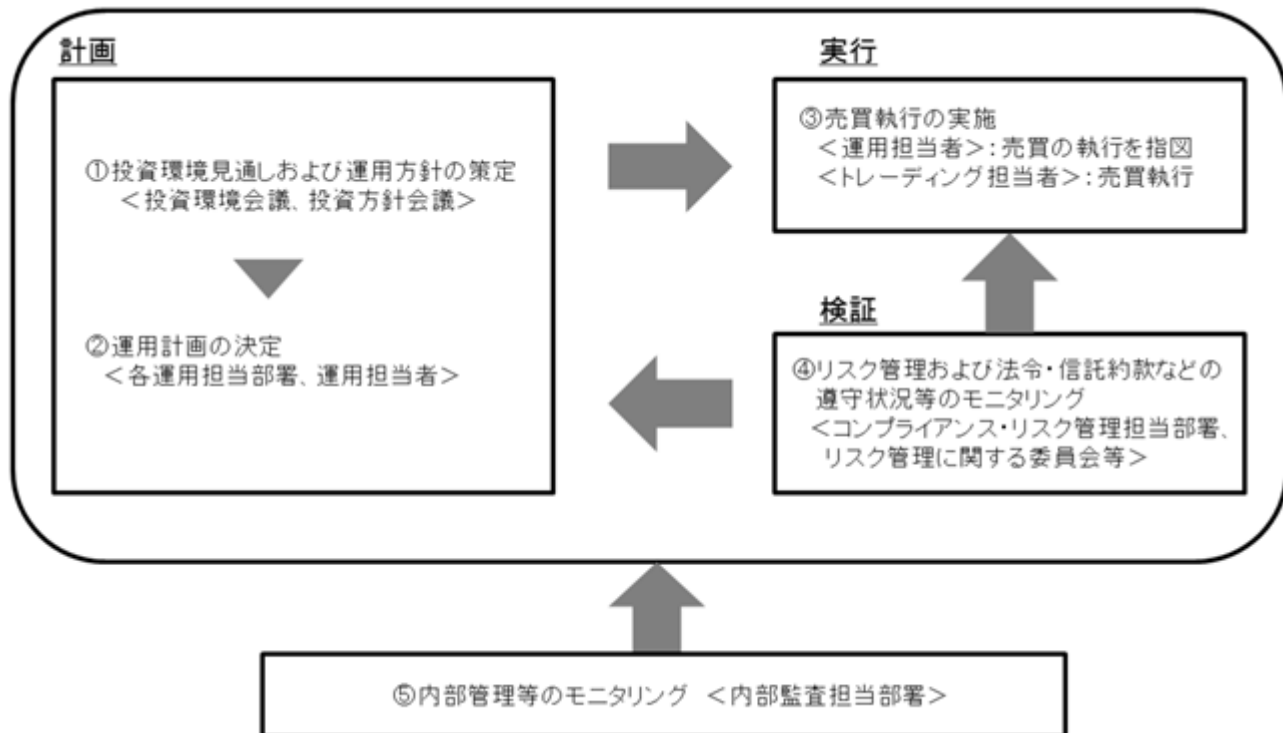 計画
①投資環境見通しおよび運用方針の策定
＜投資環境会議、投資方針会議＞
②運用計画の決定
＜各運用担当部署、運用担当者＞
実行
③売買執行の実施
＜運用担当者＞：売買の執行を指図
＜トレーディング担当者＞：売買執行
検証
④リスク管理および法令・信託約款などの
遵守状況等のモニタリング
＜コンプライアンス・リスク管理担当部署、
リスク管理に関する委員会等＞
⑤内部管理等のモニタリング ＜内部監査担当部署＞